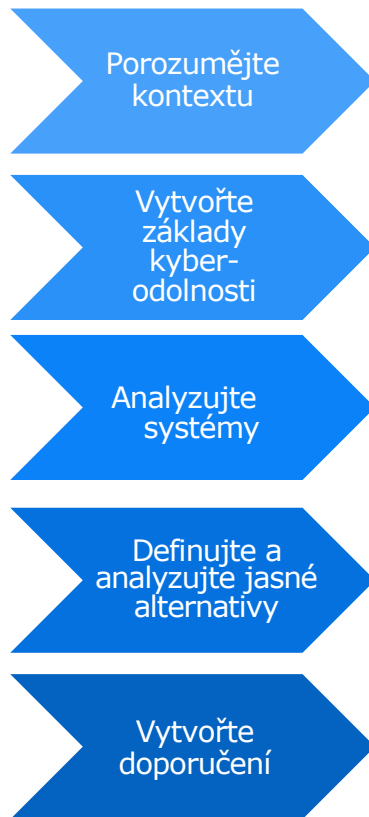 Porozumějte
kontextu
Vytvořte
základy
kyber-
odolnosti
Analyzujte
systémy
Definujte a
analyzujte jasné
alternativy
Vytvořte
doporučení